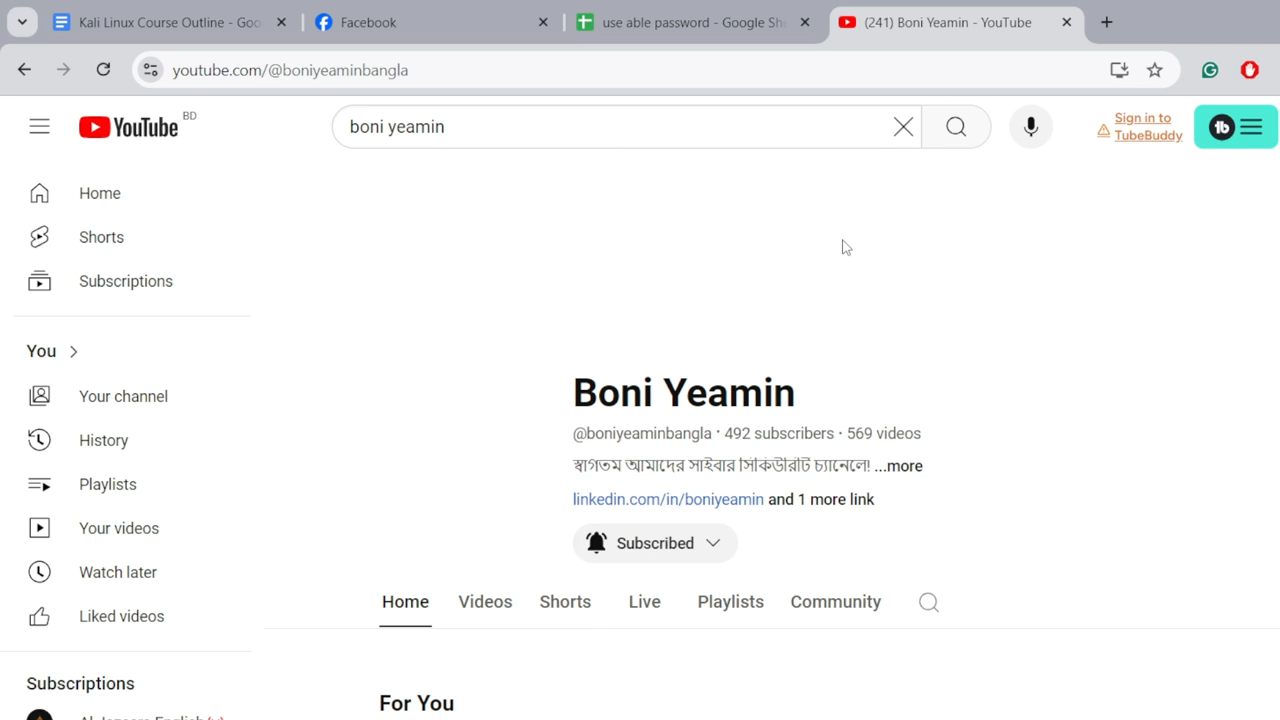 Kali Linux Course Outline - Goo
Facebook
use able password - Google She
(241) Boni Yeamin - YouTube
youtube.com/@boniyeaminbangla
YouTube BD
boni yeamin
Sign in to
TubeBuddy
tb
Home
Shorts
Subscriptions
You
Your channel
History
Playlists
Your videos
Watch later
Liked videos
Subscriptions
Boni Yeamin
@boniyeaminbangla · 492 subscribers · 569 videos
স্বাগতম আমাদের সাইবার সিকিউরিটি চ্যানেলে! ...more
linkedin.com/in/boniyeamin and 1 more link
Subscribed
Home Videos Shorts Live Playlists Community
For You